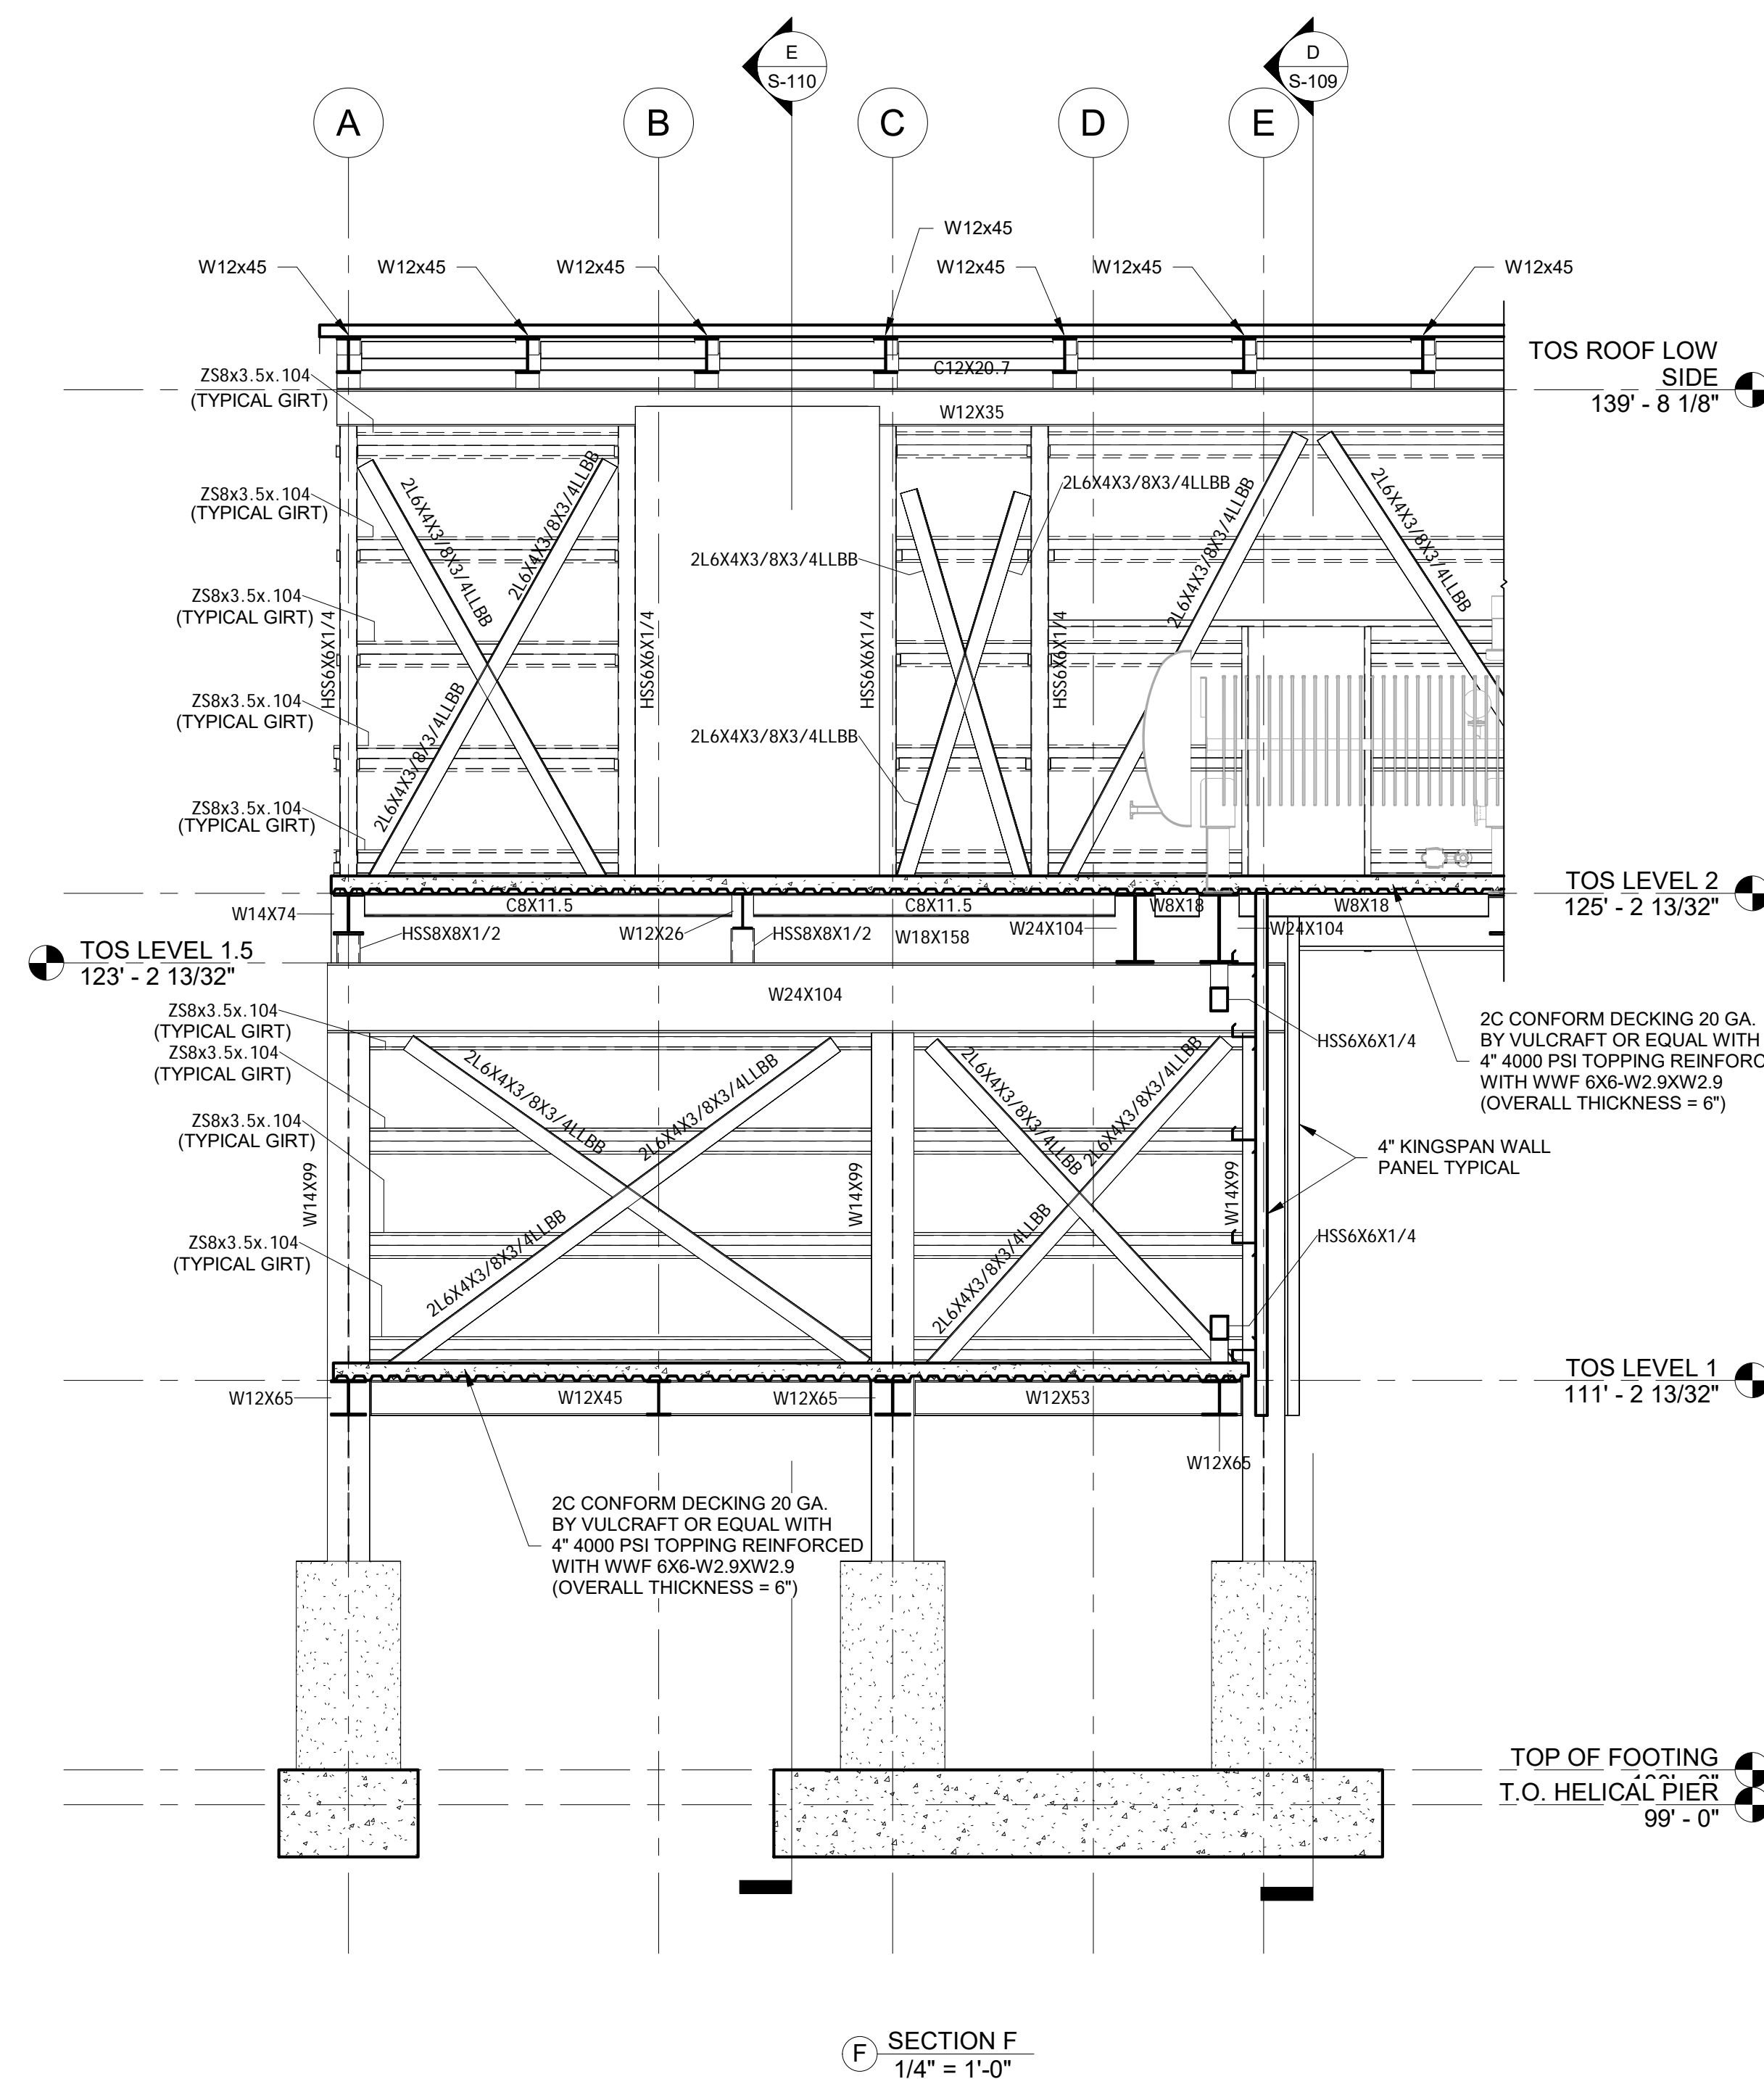 E
S-110
D
S-109
A
B
C
D
E
W12x45
W12x45
W12x45
W12x45
W12x45
W12x45
W12x45
TOS ROOF LOW
SIDE
139' - 8 1/8"
C12X20.7
W12X35
ZS8x3.5x.104
(TYPICAL GIRT)
ZS8x3.5x.104
(TYPICAL GIRT)
ZS8x3.5x.104
(TYPICAL GIRT)
ZS8x3.5x.104
(TYPICAL GIRT)
ZS8x3.5x.104
(TYPICAL GIRT)
HSS6X6X1/4
2L6X4X3/8X3/4LLBB
2L6X4X3/8X3/4LLBB
2L6X4X3/8X3/4LLBB
HSS6X6X1/4
2L6X4X3/8X3/4LLBB
2L6X4X3/8X3/4LLBB
2L6X4X3/8X3/4LLBB
HSS6X6X1/4
HSS6X6X1/4
2L6X4X3/8X3/4LLBB
2L6X4X3/8X3/4LLBB
TOS LEVEL 2
125' - 2 13/32"
W14X74
C8X11.5
C8X11.5
W8X18
W8X18
HSS8X8X1/2
W12X26
HSS8X8X1/2
W18X158
W24X104
W24X104
TOS LEVEL 1.5
123' - 2 13/32"
W24X104
ZS8x3.5x.104
(TYPICAL GIRT)
ZS8x3.5x.104
(TYPICAL GIRT)
ZS8x3.5x.104
(TYPICAL GIRT)
ZS8x3.5x.104
(TYPICAL GIRT)
W14X99
2L6X4X3/8X3/4LLBB
2L6X4X3/8X3/4LLBB
2L6X4X3/8X3/4LLBB
W14X99
2L6X4X3/8X3/4LLBB
2L6X4X3/8X3/4LLBB
2L6X4X3/8X3/4LLBB
W14X99
HSS6X6X1/4
2C CONFORM DECKING 20 GA.
BY VULCRAFT OR EQUAL WITH
4" 4000 PSI TOPPING REINFORC
WITH WWF 6X6-W2.9XW2.9
(OVERALL THICKNESS = 6")
4" KINGSPAN WALL
PANEL TYPICAL
HSS6X6X1/4
TOS LEVEL 1
111' - 2 13/32"
W12X65
W12X45
W12X65
W12X53
W12X65
2C CONFORM DECKING 20 GA.
BY VULCRAFT OR EQUAL WITH
4" 4000 PSI TOPPING REINFORCED
WITH WWF 6X6-W2.9XW2.9
(OVERALL THICKNESS = 6")
TOP OF FOOTING
T.O. HELICAL PIER
99' - 0"
F
SECTION F
1/4" = 1'-0"